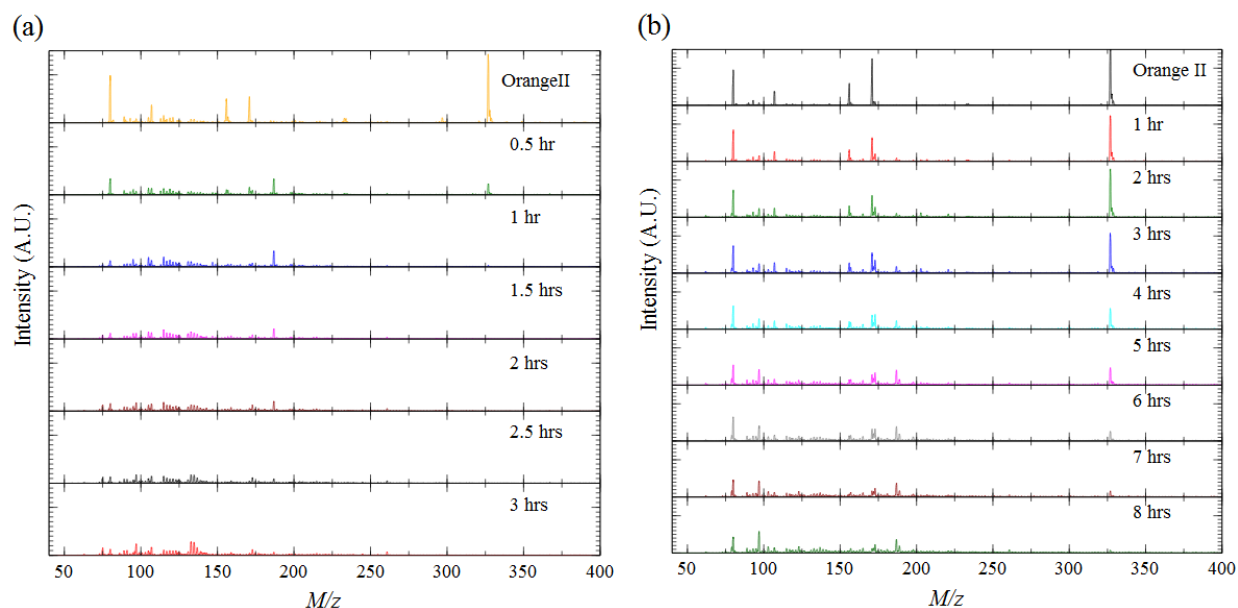 (a)
OrangeII
0.5 hr
1 hr
1.5 hrs
2 hrs
2.5 hrs
3 hrs
Intensity (A.U.)
50 100 150 200 250 300 350 400
M/z
(b)
Orange II
1 hr
2 hrs
3 hrs
4 hrs
5 hrs
6 hrs
7 hrs
8 hrs
Intensity (A.U.)
50 100 150 200 250 300 350 400
M/z